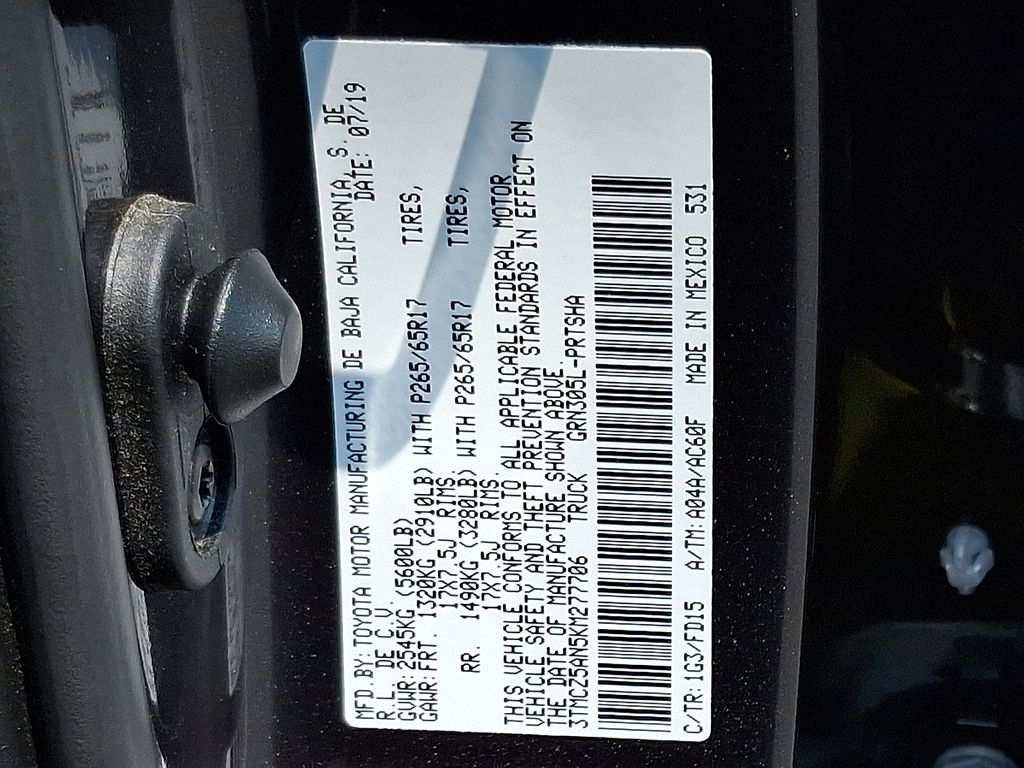 MFD.BY: TOYOTA MOTOR MANUFACTURING DE BAJA CALIFORNIA, S. DE
R.L. DE C.V. DATE: 07/19
GVWR: 2545KG (5600LB)
GAWR: FRT. 1320KG (2910LB) WITH P265/65R17 TIRES,
17X7.5J RIMS.
RR. 1490KG (3280LB) WITH P265/65R17 TIRES,
17X7.5J RIMS.
THIS VEHICLE CONFORMS TO ALL APPLICABLE FEDERAL MOTOR
VEHICLE SAFETY AND THEFT PREVENTION STANDARDS IN EFFECT ON
THE DATE OF MANUFACTURE SHOWN ABOVE.
3TMCZ5AN5KM277706 TRUCK GRN305L-PRTSHA
C/TR: 1G3/FD15 A/TM: A04A/AC60F MADE IN MEXICO 531